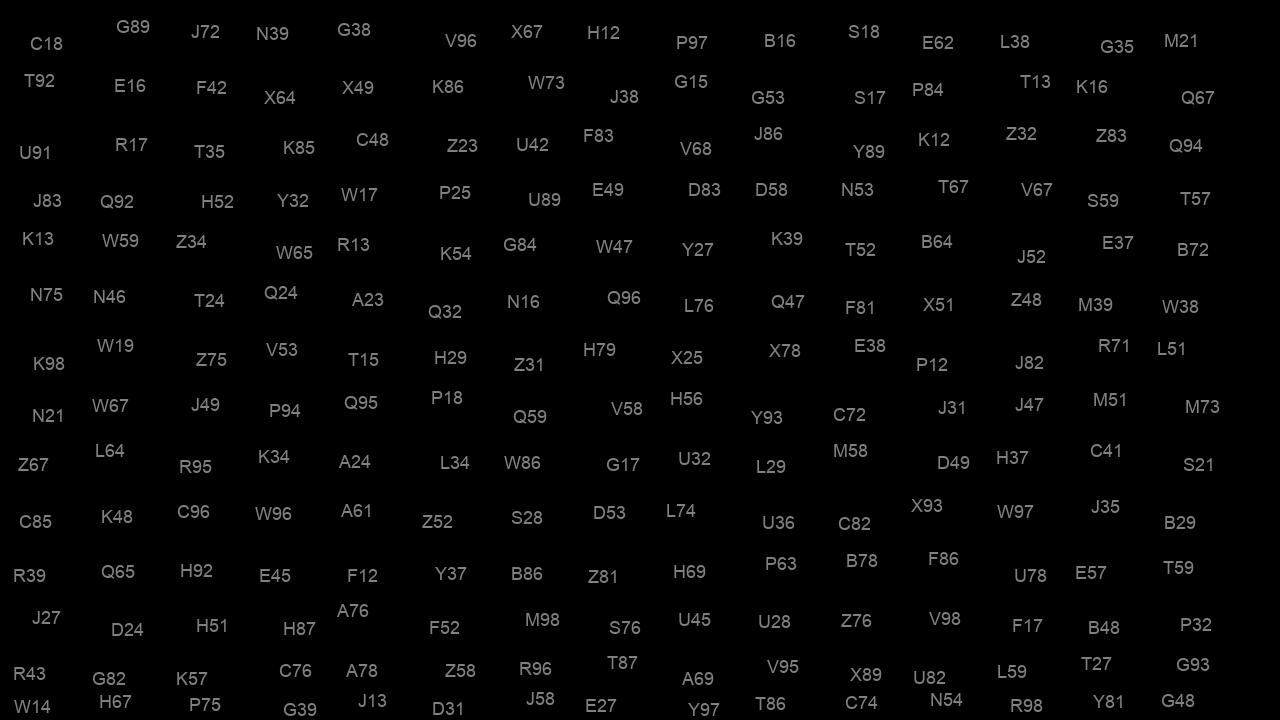 C18 G89 J72 N39 G38 V96 X67 H12 P97 B16 S18 E62 L38 G35 M21
T92 E16 F42 X64 X49 K86 W73 J38 G15 G53 S17 P84 T13 K16 Q67
U91 R17 T35 K85 C48 Z23 U42 F83 V68 J86 Y89 K12 Z32 Z83 Q94
J83 Q92 H52 Y32 W17 P25 U89 E49 D83 D58 N53 T67 V67 S59 T57
K13 W59 Z34 W65 R13 K54 G84 W47 Y27 K39 T52 B64 J52 E37 B72
N75 N46 T24 Q24 A23 Q32 N16 Q96 L76 Q47 F81 X51 Z48 M39 W38
K98 W19 Z75 V53 T15 H29 Z31 H79 X25 X78 E38 P12 J82 R71 L51
N21 W67 J49 P94 Q95 P18 Q59 V58 H56 Y93 C72 J31 J47 M51 M73
Z67 L64 R95 K34 A24 L34 W86 G17 U32 L29 M58 D49 H37 C41 S21
C85 K48 C96 W96 A61 Z52 S28 D53 L74 U36 C82 X93 W97 J35 B29
R39 Q65 H92 E45 F12 Y37 B86 Z81 H69 P63 B78 F86 U78 E57 T59
J27 D24 H51 H87 A76 F52 M98 S76 U45 U28 Z76 V98 F17 B48 P32
R43 G82 K57 C76 A78 Z58 R96 T87 A69 V95 X89 U82 L59 T27 G93
W14 H67 P75 G39 J13 D31 J58 E27 Y97 T86 C74 N54 R98 Y81 G48